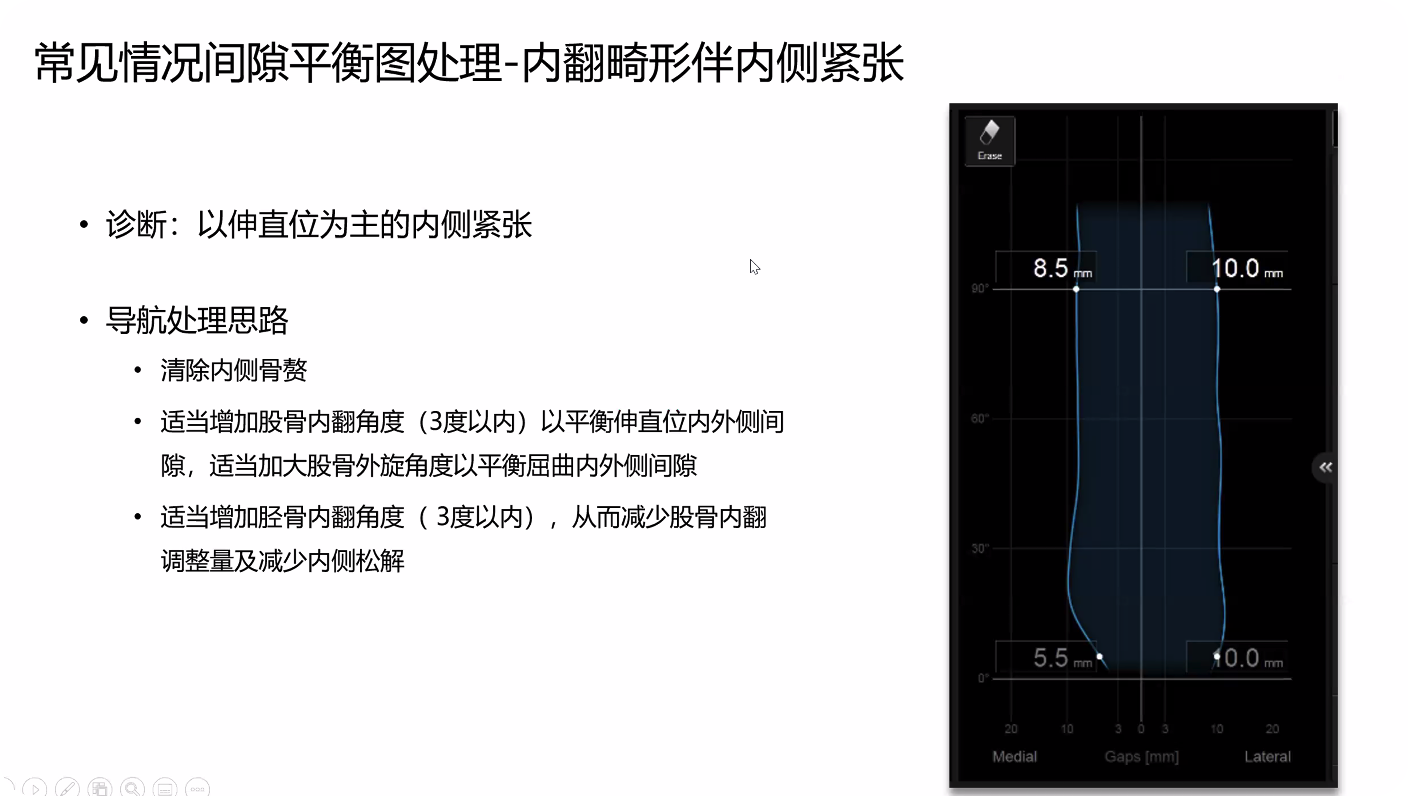 常见情况间隙平衡图处理-内翻畸形伴内侧紧张
• 诊断：以伸直位为主的内侧紧张
• 导航处理思路
• 清除内侧骨赘
• 适当增加股骨内翻角度（3度以内）以平衡伸直位内外侧间
隙，适当加大股骨外旋角度以平衡屈曲内外侧间隙
• 适当增加胫骨内翻角度（ 3度以内），从而减少股骨内翻
调整量及减少内侧松解
Erase
8.5 mm 10.0 mm
90°
60°
30°
5.5 mm 10.0 mm
0°
20 10 3 0 3 10 20
Medial Gaps [mm] Lateral